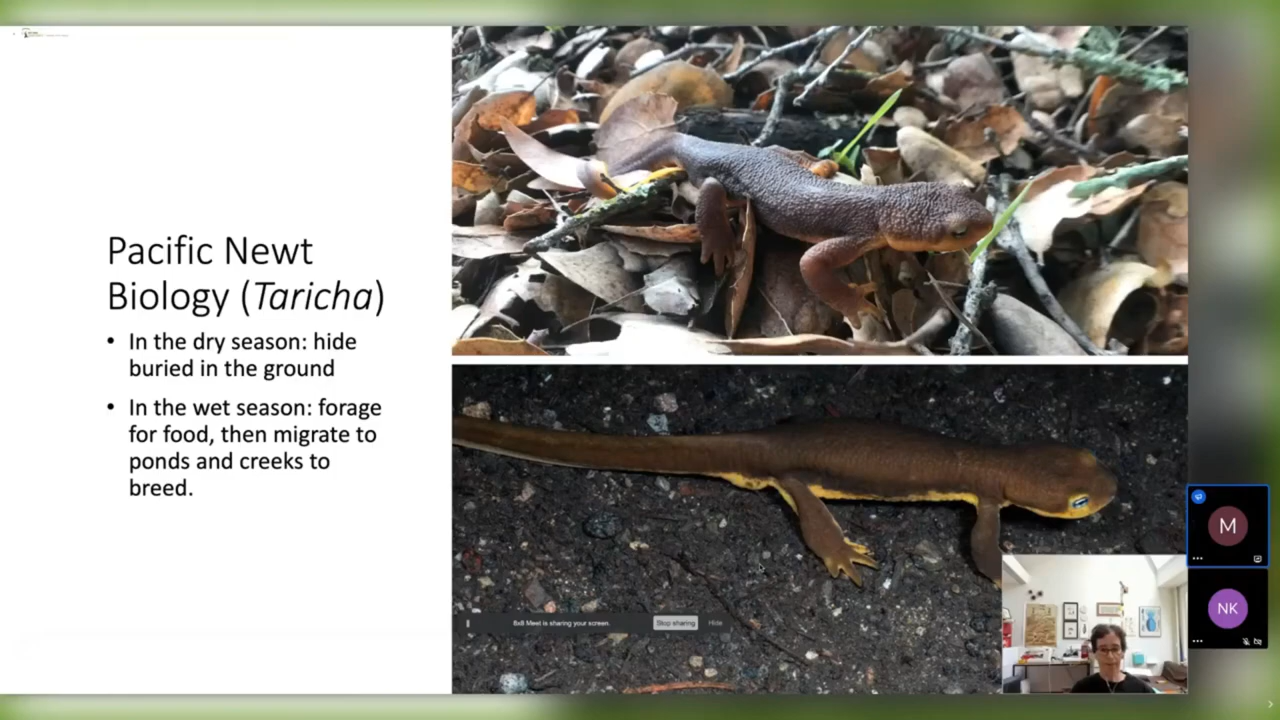 Pacific Newt
Biology (Taricha)
• In the dry season: hide
buried in the ground
• In the wet season: forage
for food, then migrate to
ponds and creeks to
breed.
8x8 Meet is sharing your screen.
Stop sharing
Hide
M
NK